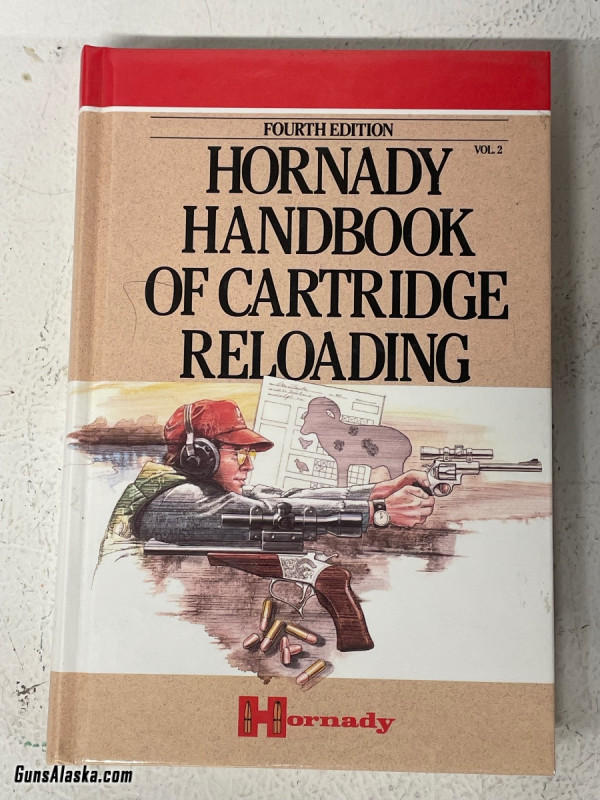 FOURTH EDITION
VOL. 2
HORNADY
HANDBOOK
OF CARTRIDGE
RELOADING
Hornady
GunsAlaska.com